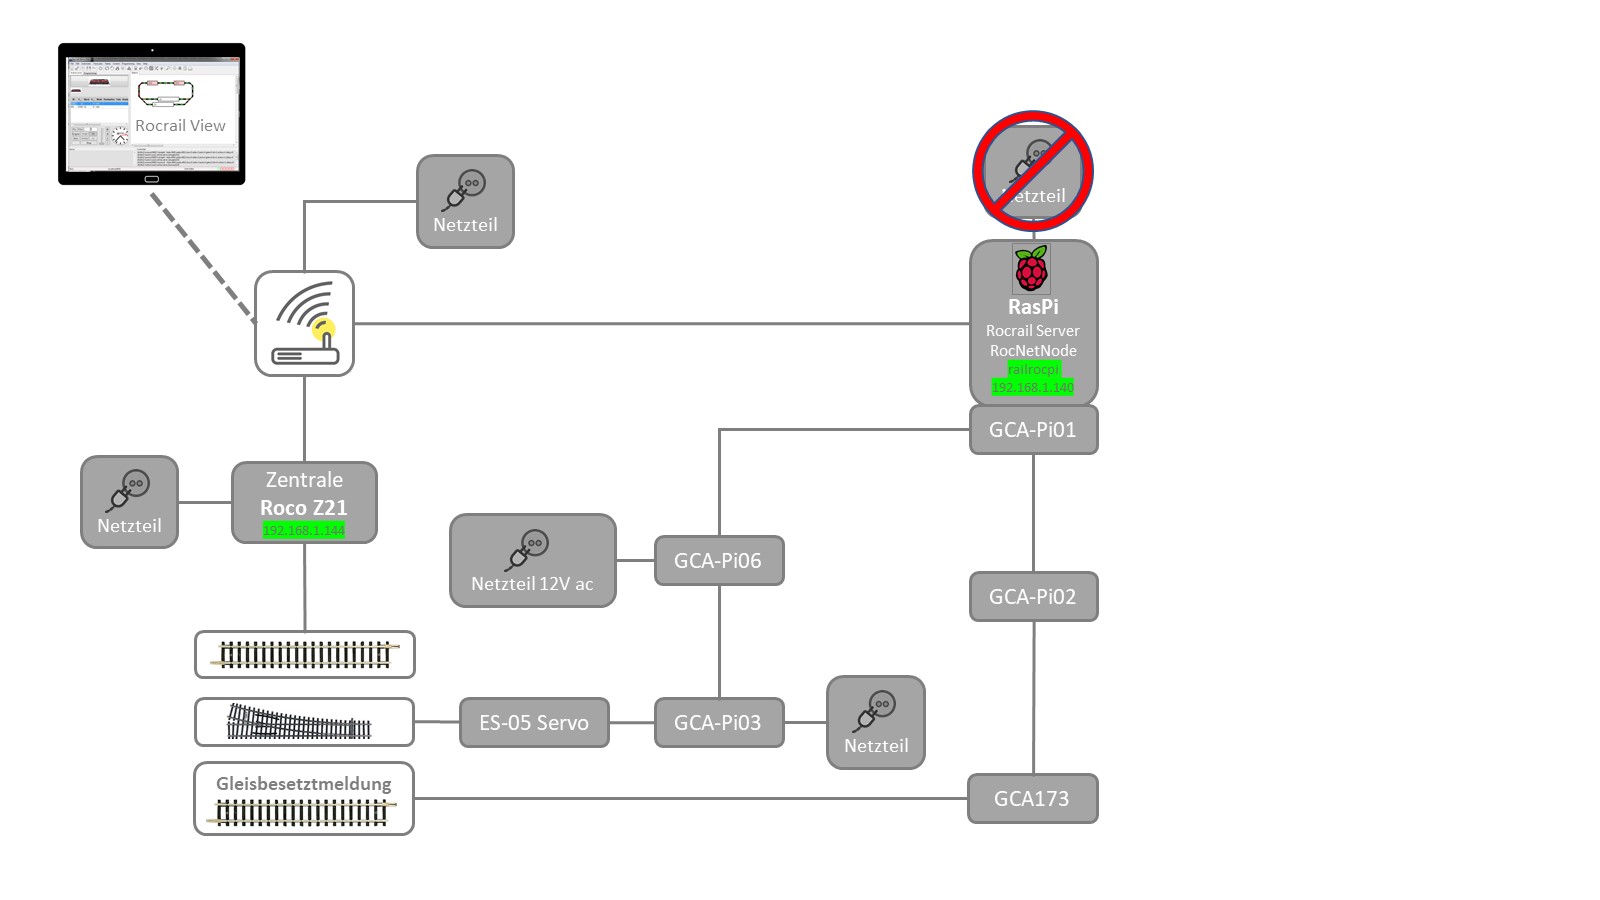 Rocrail View
Netzteil
etzteil
RasPi
Rocrail Server
RocNetNode
railrocpi
192.168.1.140
GCA-Pi01
Zentrale
Roco Z21
192.168.1.144
Netzteil
Netzteil 12V ac
GCA-Pi06
GCA-Pi02
ES-05 Servo
GCA-Pi03
Netzteil
Gleisbesetztmeldung
GCA173